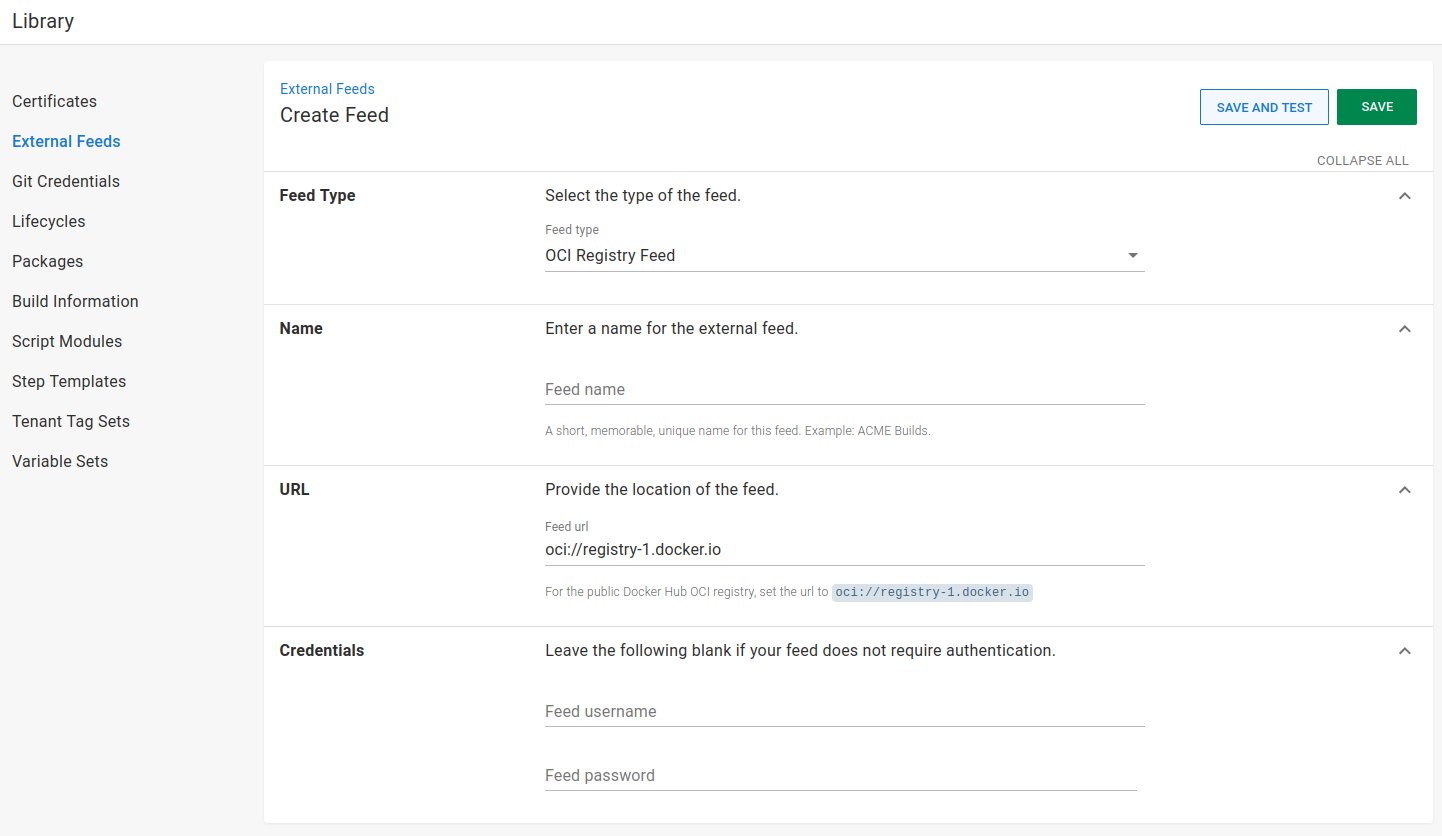 Library
Certificates
External Feeds
Git Credentials
Lifecycles
Packages
Build Information
Script Modules
Step Templates
Tenant Tag Sets
Variable Sets
External Feeds
Create Feed
SAVE AND TEST
SAVE
COLLAPSE ALL
Feed Type
Select the type of the feed.
Feed type
OCI Registry Feed
Name
Enter a name for the external feed.
Feed name
A short, memorable, unique name for this feed. Example: ACME Builds.
URL
Provide the location of the feed.
Feed url
oci://registry-1.docker.io
For the public Docker Hub OCI registry, set the url to oci://registry-1.docker.io
Credentials
Leave the following blank if your feed does not require authentication.
Feed username
Feed password